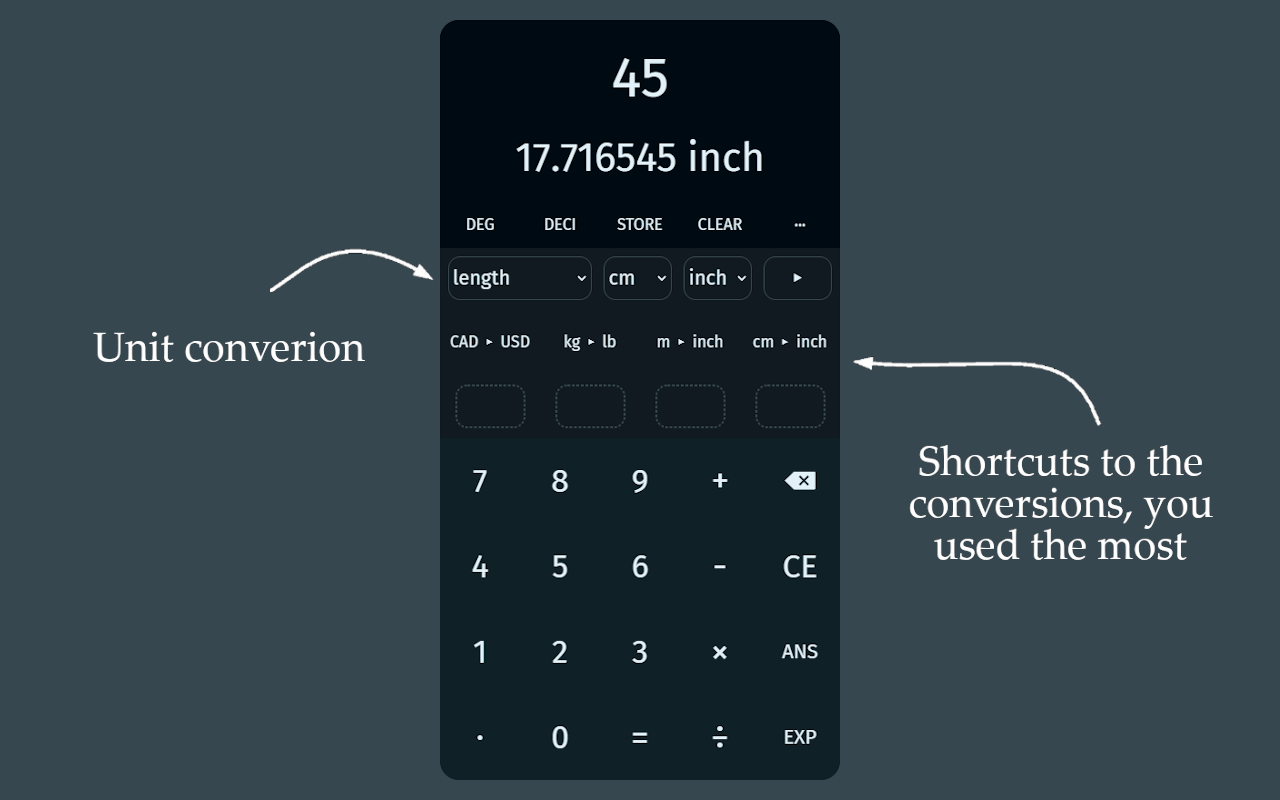 45
17.716545 inch
DEG DECI STORE CLEAR ···
length cm inch ▸
Unit converion
CAD ▸ USD kg ▸ lb m ▸ inch cm ▸ inch
Shortcuts to the
conversions, you
used the most
7 8 9 +
4 5 6 - CE
1 2 3 × ANS
· 0 = ÷ EXP